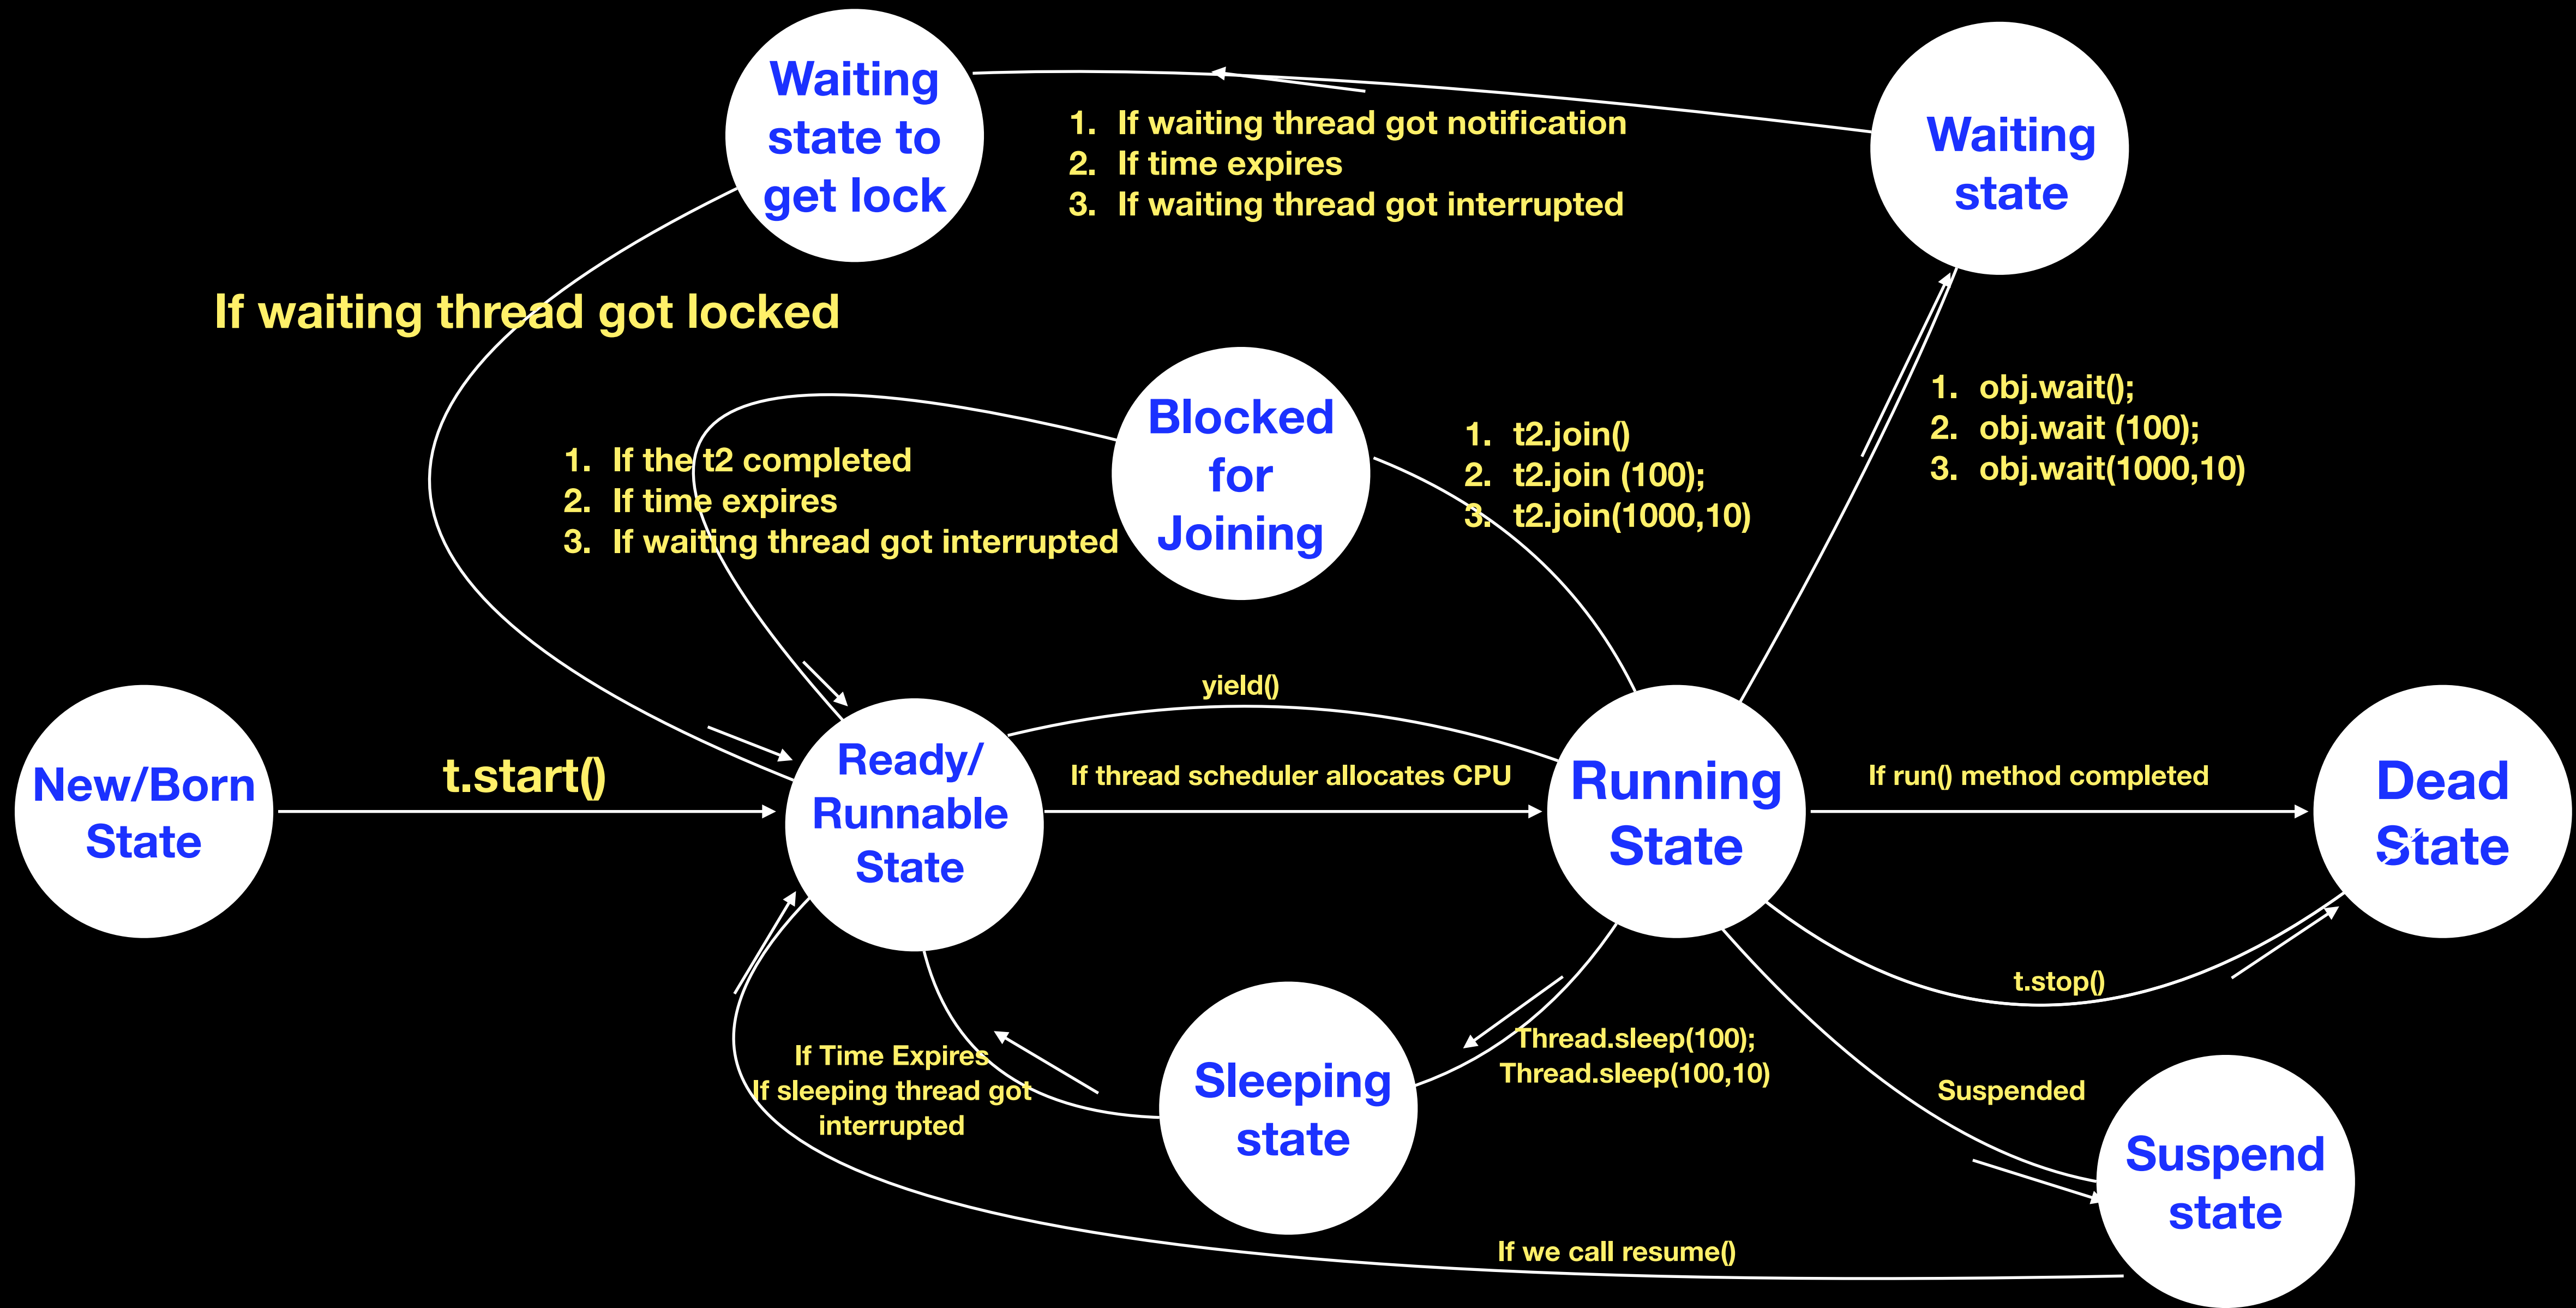 Waiting
state to
get lock
1. If waiting thread got notification
2. If time expires
3. If waiting thread got interrupted
Waiting
state
If waiting thread got locked
Blocked
for
Joining
1. If the t2 completed
2. If time expires
3. If waiting thread got interrupted
1. t2.join()
2. t2.join (100);
3. t2.join(1000,10)
1. obj.wait();
2. obj.wait (100);
3. obj.wait(1000,10)
New/Born
State
t.start()
Ready/
Runnable
State
yield()
If thread scheduler allocates CPU
Running
State
If run() method completed
Dead
State
t.stop()
If Time Expires
If sleeping thread got
interrupted
Sleeping
state
Thread.sleep(100);
Thread.sleep(100,10)
Suspended
Suspend
state
If we call resume()